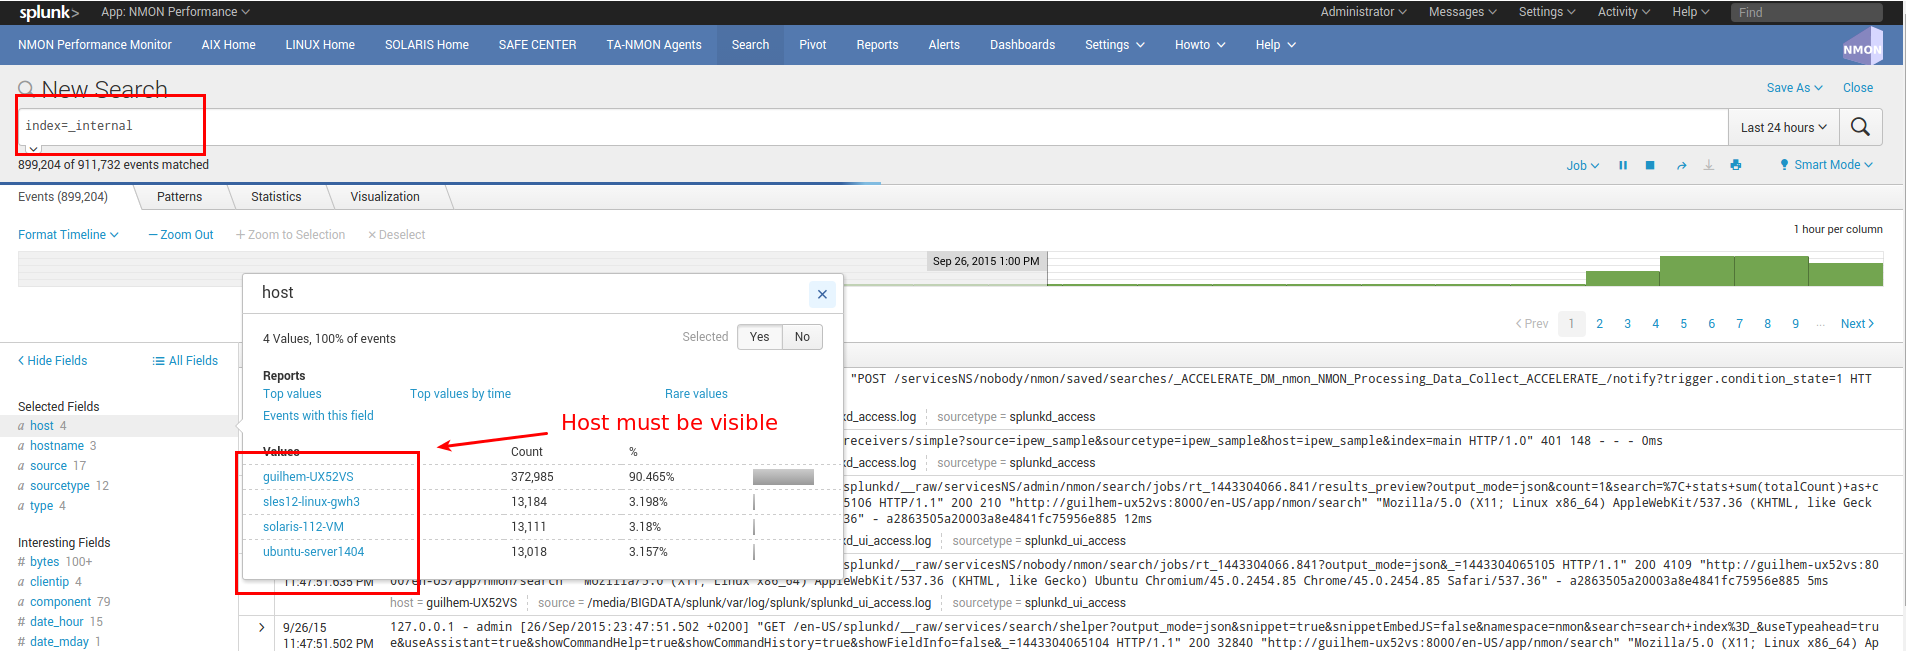 splunk> App: NMON Performance Administrator Messages Settings Activity Help Find
NMON Performance Monitor AIX Home LINUX Home SOLARIS Home SAFE CENTER TA-NMON Agents Search Pivot Reports Alerts Dashboards Settings Howto Help NMON
New Search Save As Close
index=_internal Last 24 hours
899,204 of 911,732 events matched Job Smart Mode
Events (899,204) Patterns Statistics Visualization
Format Timeline — Zoom Out + Zoom to Selection × Deselect 1 hour per column
Sep 26, 2015 1:00 PM
host
4 Values, 100% of events Selected Yes No
Reports
Top values Top values by time Rare values
Events with this field
Host must be visible
Values Count %
guilhem-UX52VS 372,985 90.465%
sles12-linux-gwh3 13,184 3.198%
solaris-112-VM 13,111 3.18%
ubuntu-server1404 13,018 3.157%
< Prev 1 2 3 4 5 6 7 8 9 ... Next >
< Hide Fields All Fields
Selected Fields
a host 4
a hostname 3
a source 17
a sourcetype 12
a type 4
Interesting Fields
# bytes 100+
a clientip 4
a component 79
# date_hour 15
# date_mday 1
"POST /servicesNS/nobody/nmon/saved/searches/_ACCELERATE_DM_nmon_NMON_Processing_Data_Collect_ACCELERATE_/notify?trigger.condition_state=1 HTT
d_access.log sourcetype = splunkd_access
receivers/simple?source=ipew_sample&sourcetype=ipew_sample&host=ipew_sample&index=main HTTP/1.0" 401 148 - - - 0ms
d_access.log sourcetype = splunkd_access
splunkd/__raw/servicesNS/admin/nmon/search/jobs/rt_1443304066.841/results_preview?output_mode=json&count=1&search=%7C+stats+sum(totalCount)+as+c
5106 HTTP/1.1" 200 210 "http://guilhem-ux52vs:8000/en-US/app/nmon/search" "Mozilla/5.0 (X11; Linux x86_64) AppleWebKit/537.36 (KHTML, like Geck
36" - a2863505a20003a8e4841fc75956e885 12ms
d_ui_access.log sourcetype = splunkd_ui_access
splunkd/__raw/servicesNS/nobody/nmon/search/jobs/rt_1443304066.841?output_mode=json&_=1443304065105 HTTP/1.1" 200 4109 "http://guilhem-ux52vs:80
11:47:51.635 PM 00/en-US/app/nmon/search" "Mozilla/5.0 (X11; Linux x86_64) AppleWebKit/537.36 (KHTML, like Gecko) Ubuntu Chromium/45.0.2454.85 Chrome/45.0.2454.85 Safari/537.36" - a2863505a20003a8e4841fc75956e885 5ms
host = guilhem-UX52VS source = /media/BIGDATA/splunk/var/log/splunk/splunkd_ui_access.log sourcetype = splunkd_ui_access
9/26/15 127.0.0.1 - admin [26/Sep/2015:23:47:51.502 +0200] "GET /en-US/splunkd/__raw/services/search/shelper?output_mode=json&snippet=true&snippetEmbedJS=false&namespace=nmon&search=search+index%3D_&useTypeahead=tru
11:47:51.502 PM e&useAssistant=true&showCommandHelp=true&showCommandHistory=true&showFieldInfo=false&_=1443304065104 HTTP/1.1" 200 32840 "http://guilhem-ux52vs:8000/en-US/app/nmon/search" "Mozilla/5.0 (X11; Linux x86_64) Ap